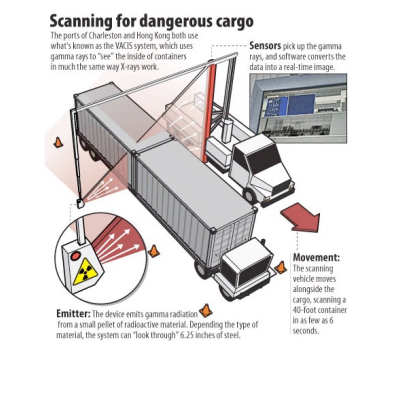 Scanning for dangerous cargo
The ports of Charleston and Hong Kong both use
what's known as the VACIS system, which uses
gamma rays to “see” the inside of containers
in much the same way X-rays work.
Sensors pick up the gamma
rays, and software converts the
data into a real-time image.
Movement:
The scanning
vehicle moves
alongside the
cargo, scanning a
40-foot container
in as few as 6
seconds.
Emitter: The device emits gamma radiation
from a small pellet of radioactive material. Depending the type of
material, the system can “look through” 6.25 inches of steel.